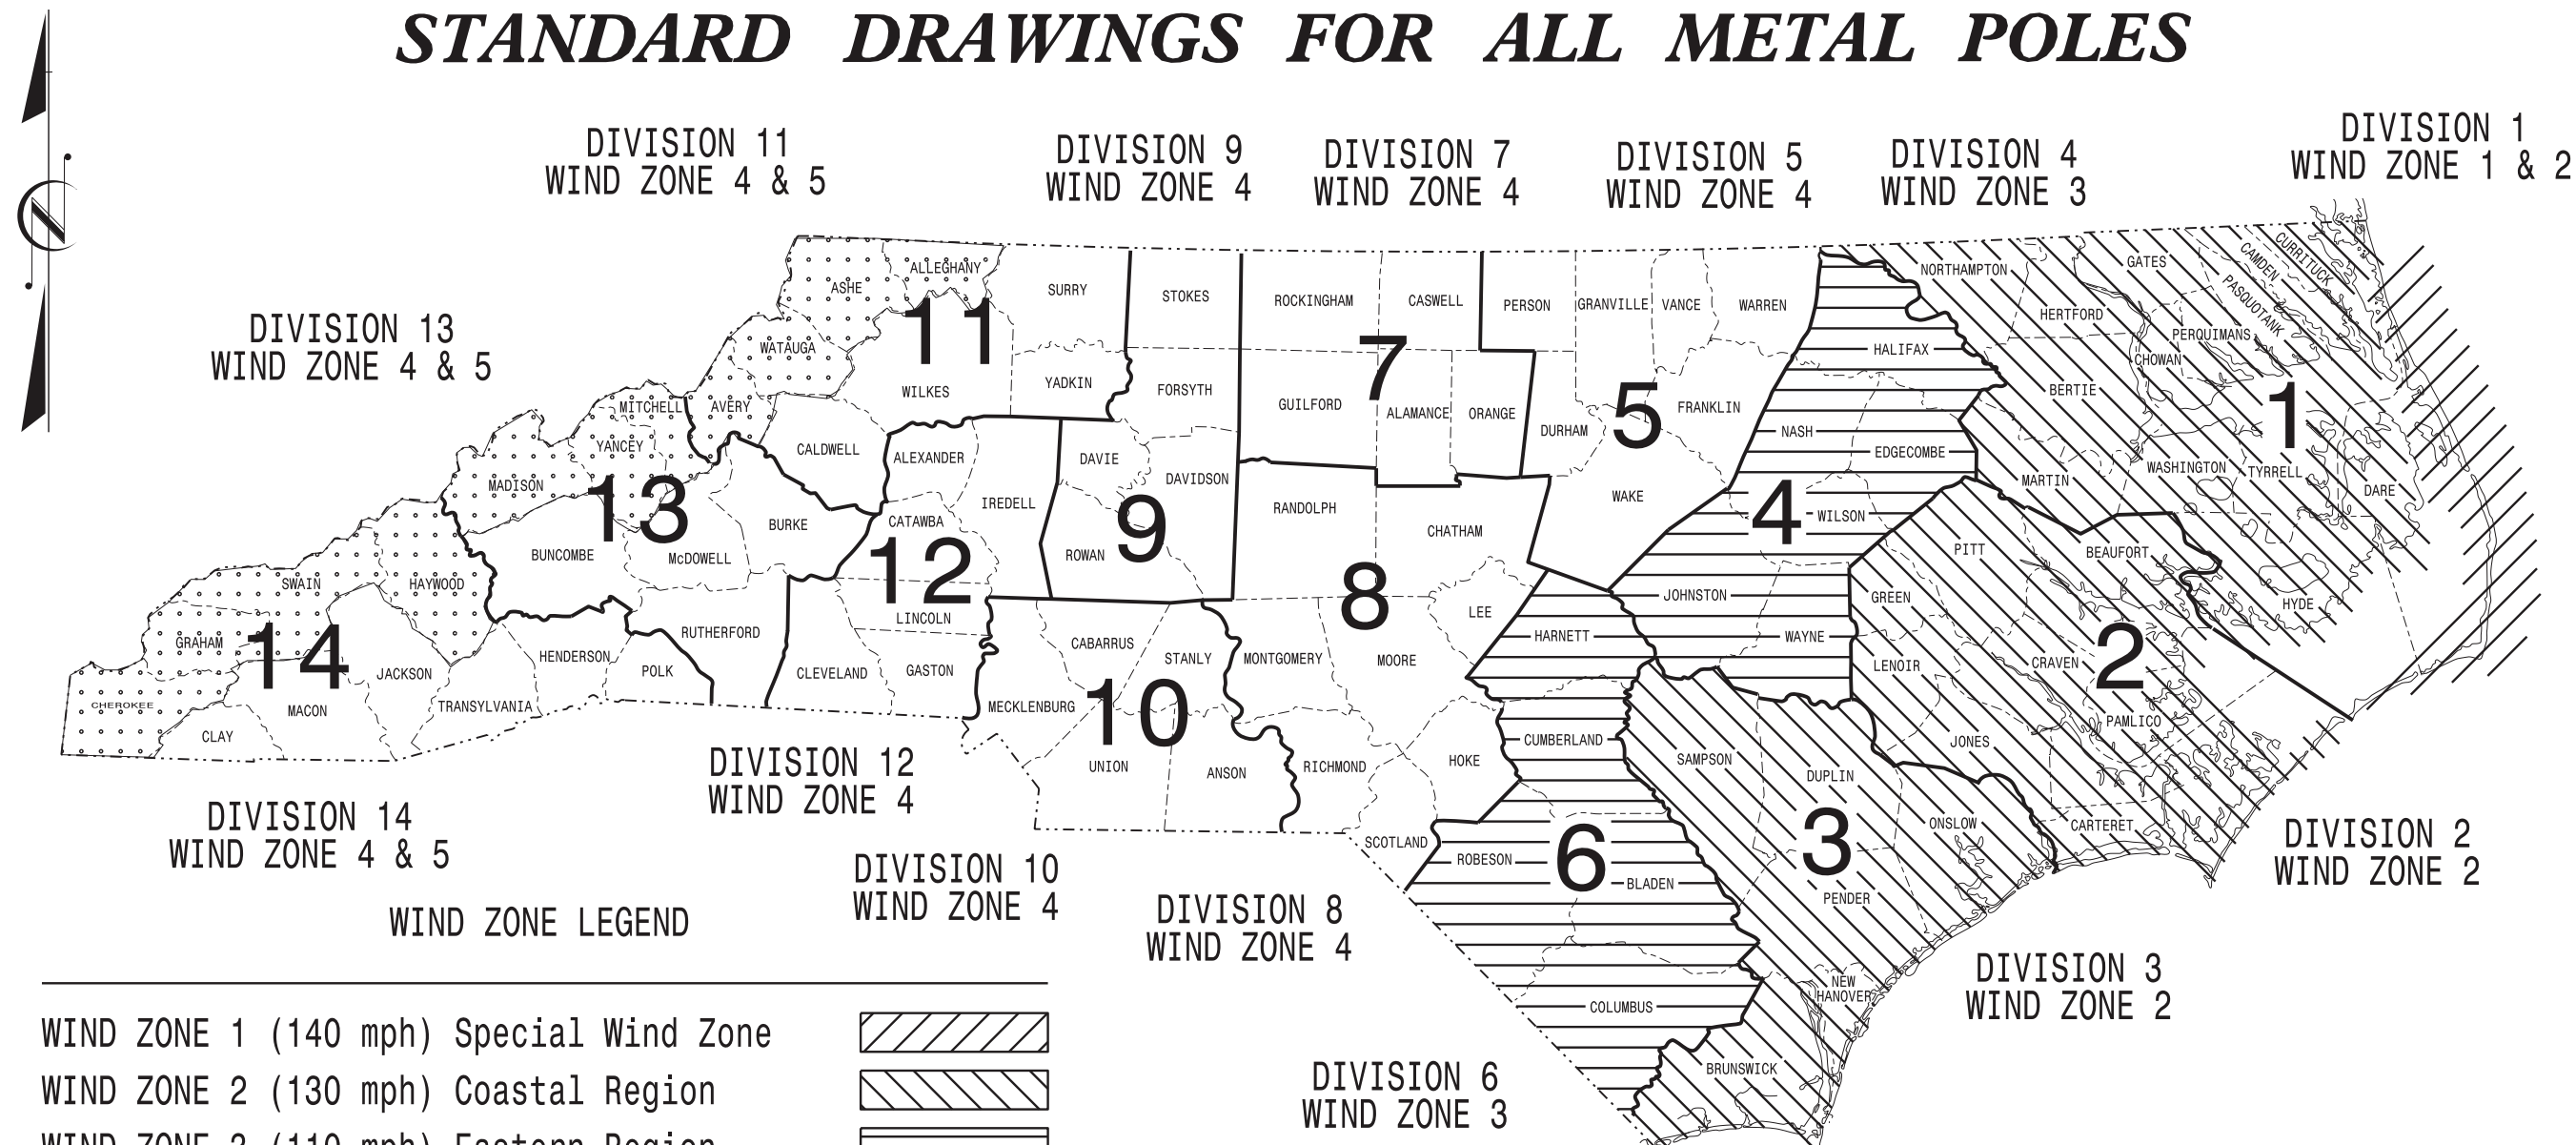 STANDARD DRAWINGS FOR ALL METAL POLES
DIVISION 11
WIND ZONE 4 & 5
DIVISION 9
WIND ZONE 4
DIVISION 7
WIND ZONE 4
DIVISION 5
WIND ZONE 4
DIVISION 4
WIND ZONE 3
DIVISION 1
WIND ZONE 1 & 2
DIVISION 13
WIND ZONE 4 & 5
N
ASHE
ALLEGHANY
SURRY
STOKES
ROCKINGHAM
CASWELL
PERSON
GRANVILLE
VANCE
WARREN
NORTHAMPTON
GATES
CAMDEN
CURRITUCK
PASQUOTANK
PERQUIMANS
CHOWAN
HERTFORD
HALIFAX
BERTIE
WATAUGA
11
WILKES
YADKIN
FORSYTH
7
GUILFORD
ALAMANCE
ORANGE
DURHAM
5
FRANKLIN
NASH
EDGECOMBE
MARTIN
WASHINGTON
TYRRELL
1
DARE
MITCHELL
AVERY
YANCEY
CALDWELL
ALEXANDER
DAVIE
DAVIDSON
IREDELL
MADISON
13
BUNCOMBE
McDOWELL
BURKE
CATAWBA
12
ROWAN
9
RANDOLPH
CHATHAM
WAKE
4
WILSON
PITT
BEAUFORT
HYDE
SWAIN
HAYWOOD
GRAHAM
14
JACKSON
CHEROKEE
MACON
CLAY
TRANSYLVANIA
HENDERSON
POLK
RUTHERFORD
CLEVELAND
LINCOLN
GASTON
MECKLENBURG
CABARRUS
STANLY
10
UNION
ANSON
MONTGOMERY
8
MOORE
LEE
HARNETT
JOHNSTON
WAYNE
GREEN
LENOIR
CRAVEN
2
PAMLICO
JONES
CARTERET
RICHMOND
HOKE
SCOTLAND
CUMBERLAND
SAMPSON
DUPLIN
3
ONSLOW
PENDER
ROBESON
6
BLADEN
COLUMBUS
NEW
HANOVER
BRUNSWICK
DIVISION 12
WIND ZONE 4
DIVISION 14
WIND ZONE 4 & 5
DIVISION 10
WIND ZONE 4
DIVISION 8
WIND ZONE 4
DIVISION 2
WIND ZONE 2
DIVISION 3
WIND ZONE 2
DIVISION 6
WIND ZONE 3
WIND ZONE LEGEND
WIND ZONE 1 (140 mph) Special Wind Zone
WIND ZONE 2 (130 mph) Coastal Region
WIND ZONE 3 (110 mph) Eastern Region